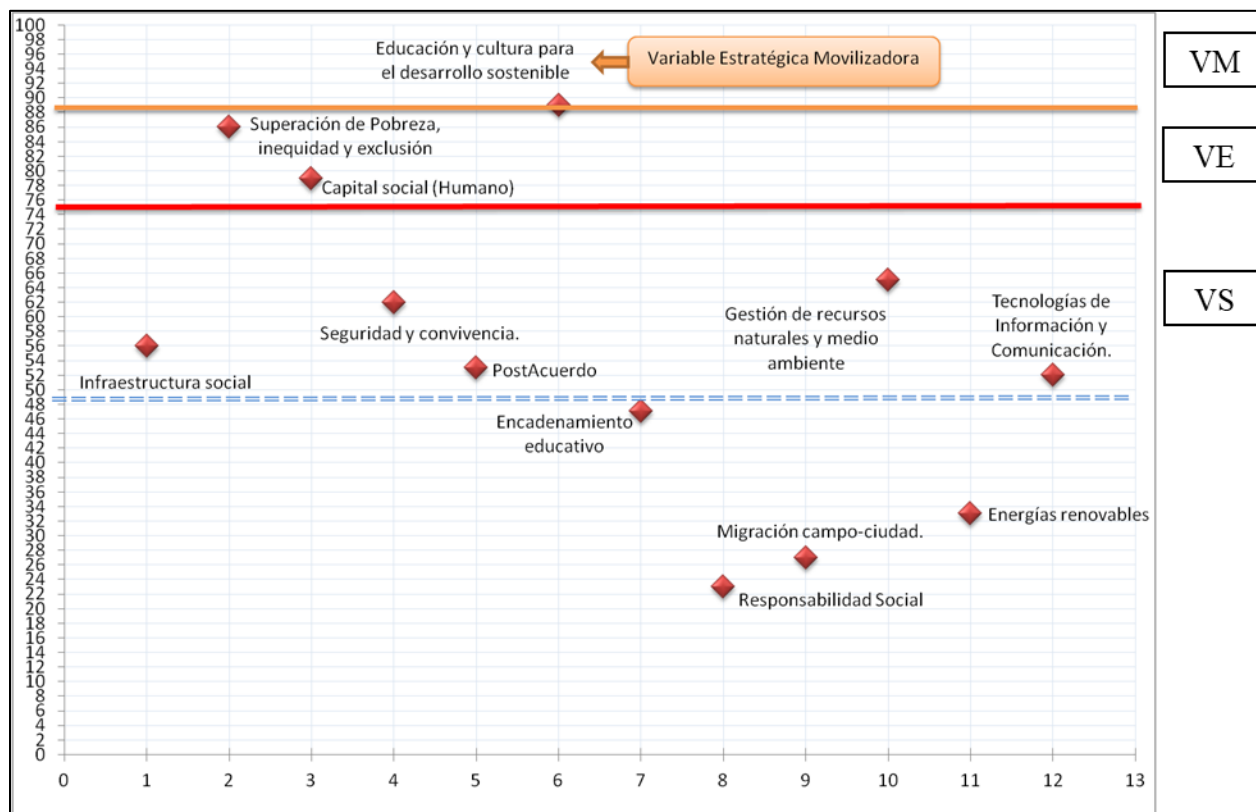 100
98
96
94
92
90
88
86
84
82
80
78
76
74
72
70
68
66
64
62
60
58
56
54
52
50
48
46
44
42
40
38
36
34
32
30
28
26
24
22
20
18
16
14
12
10
8
6
4
2
0
Educación y cultura para
el desarrollo sostenible
Variable Estratégica Movilizadora
VM
Superación de Pobreza,
inequidad y exclusión
VE
Capital social (Humano)
VS
Seguridad y convivencia.
Gestión de recursos
naturales y medio
ambiente
Tecnologías de
Información y
Comunicación.
Infraestructura social
PostAcuerdo
Encadenamiento
educativo
Energías renovables
Migración campo-ciudad.
Responsabilidad Social
0 1 2 3 4 5 6 7 8 9 10 11 12 13